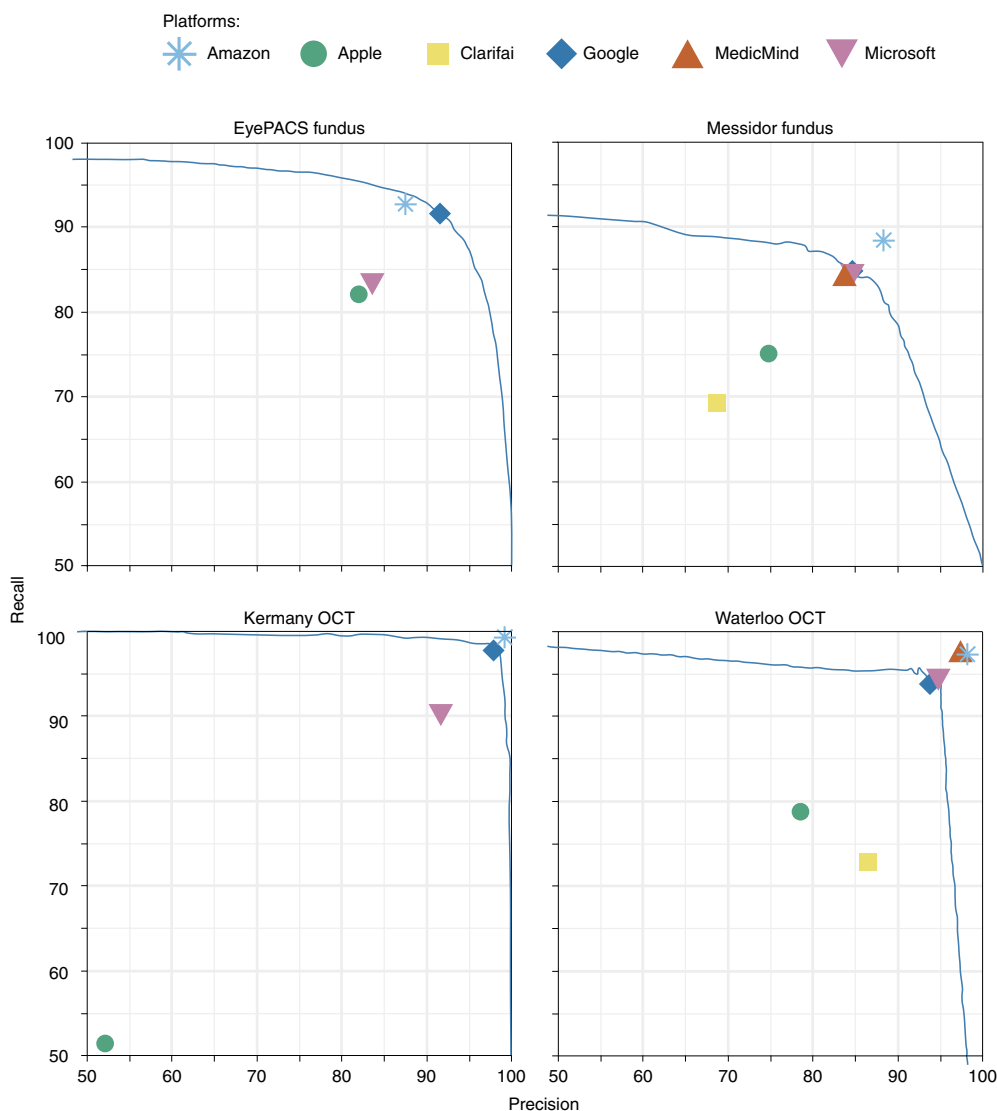 Platforms:
Amazon Apple Clarifai Google MedicMind Microsoft
EyePACS fundus Messidor fundus
100
90
80
70
60
50
Recall
Kermany OCT Waterloo OCT
100
90
80
70
60
50
50 60 70 80 90 100 50 60 70 80 90 100
Precision